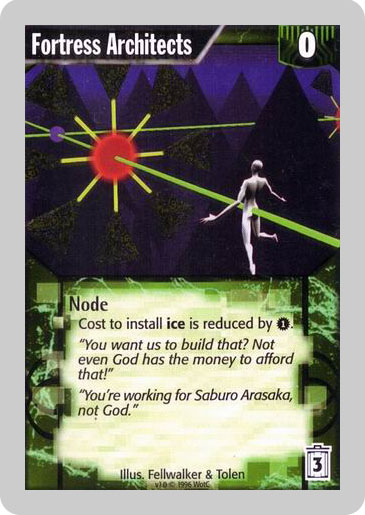 Fortress Architects
0
Node
Cost to install ice is reduced by 1.
"You want us to build that? Not
even God has the money to afford
that!"
"You're working for Saburo Arasaka,
not God."
Illus. Fellwalker & Tolen
v1.0 © 1996 WotC
3